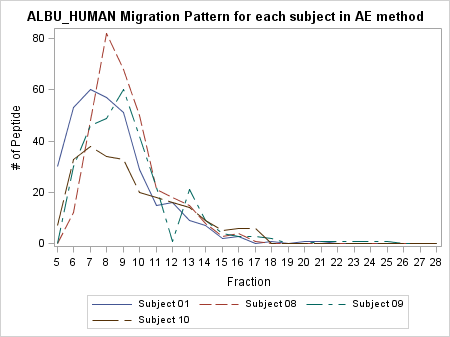 ALBU_HUMAN Migration Pattern for each subject in AE method
# of Peptide
80
60
40
20
0
5 6 7 8 9 10 11 12 13 14 15 16 17 18 19 20 21 22 23 24 25 26 27 28
Fraction
Subject 01 Subject 08 Subject 09
Subject 10